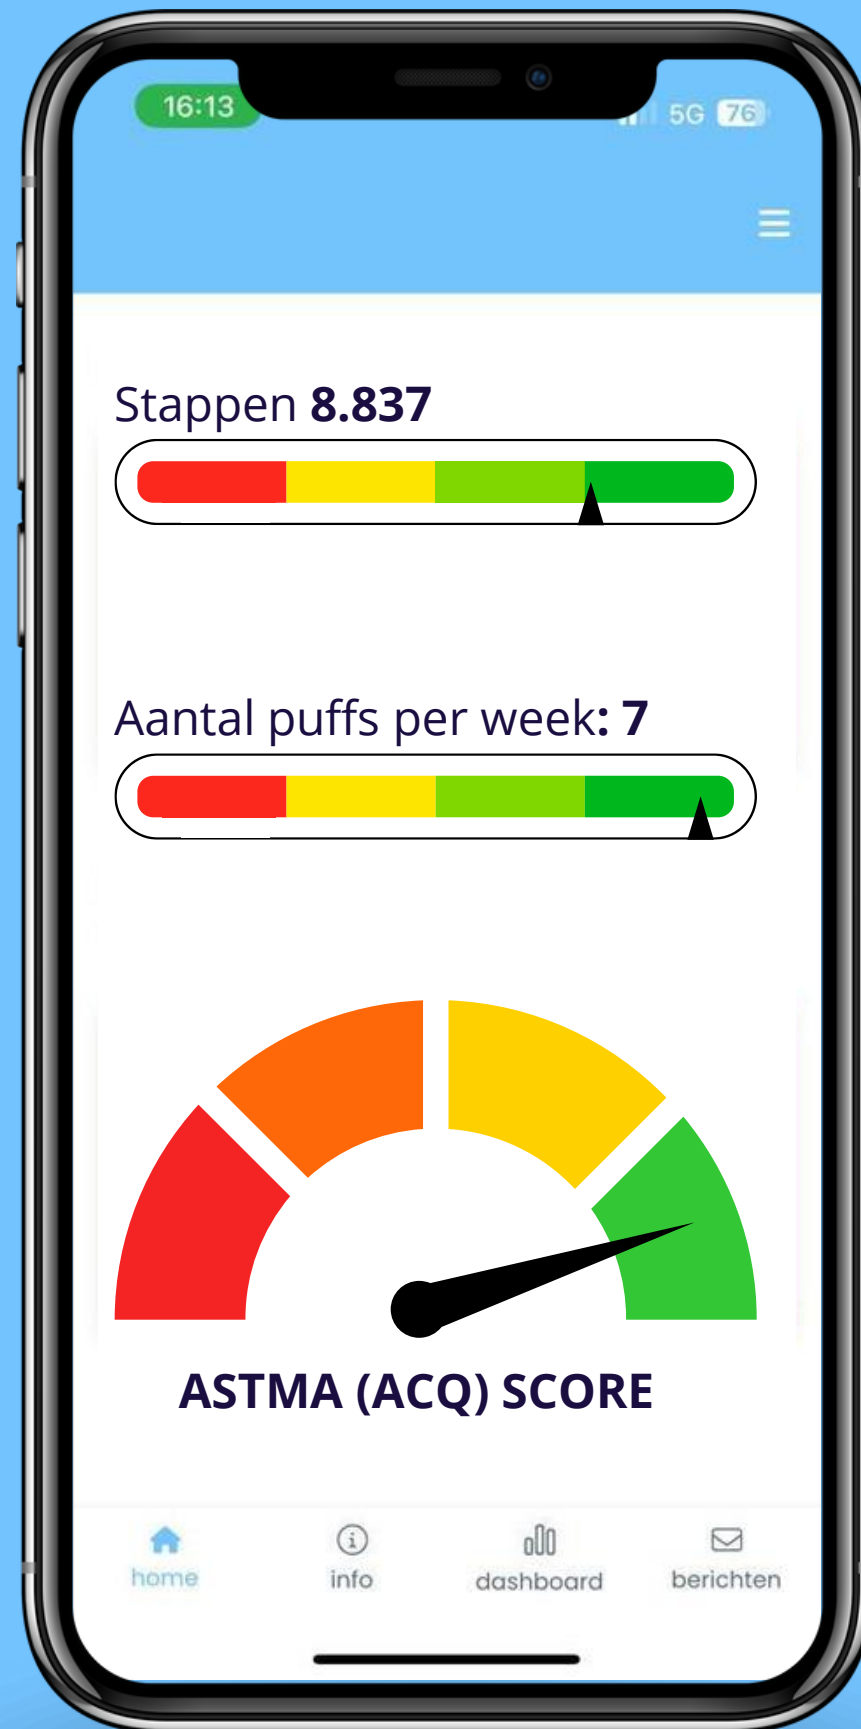 16:13
5G 76
Stappen 8.837
Aantal puffs per week: 7
ASTMA (ACQ) SCORE
home info dashboard berichten